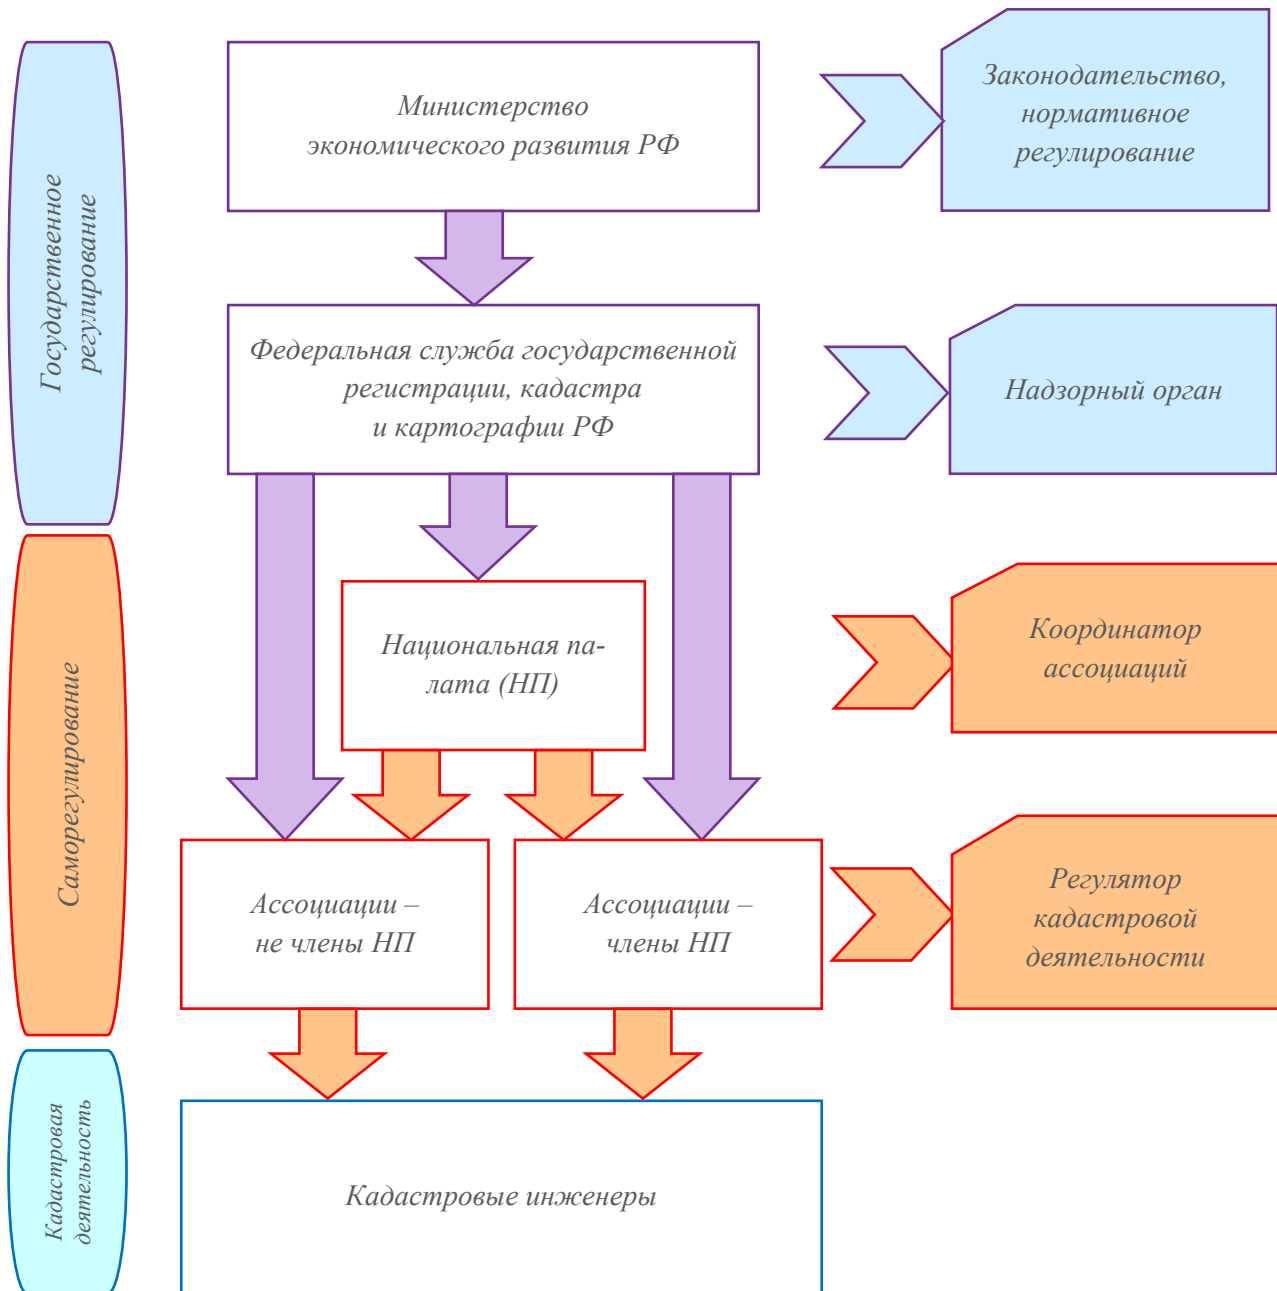 Государственное
регулирование
Министерство
экономического развития РФ
Законодательство,
нормативное
регулирование
Федеральная служба государственной
регистрации, кадастра
и картографии РФ
Надзорный орган
Саморегулирование
Национальная па-
лата (НП)
Координатор
ассоциаций
Ассоциации –
не члены НП
Ассоциации –
члены НП
Регулятор
кадастровой
деятельности
Кадастровая
деятельность
Кадастровые инженеры